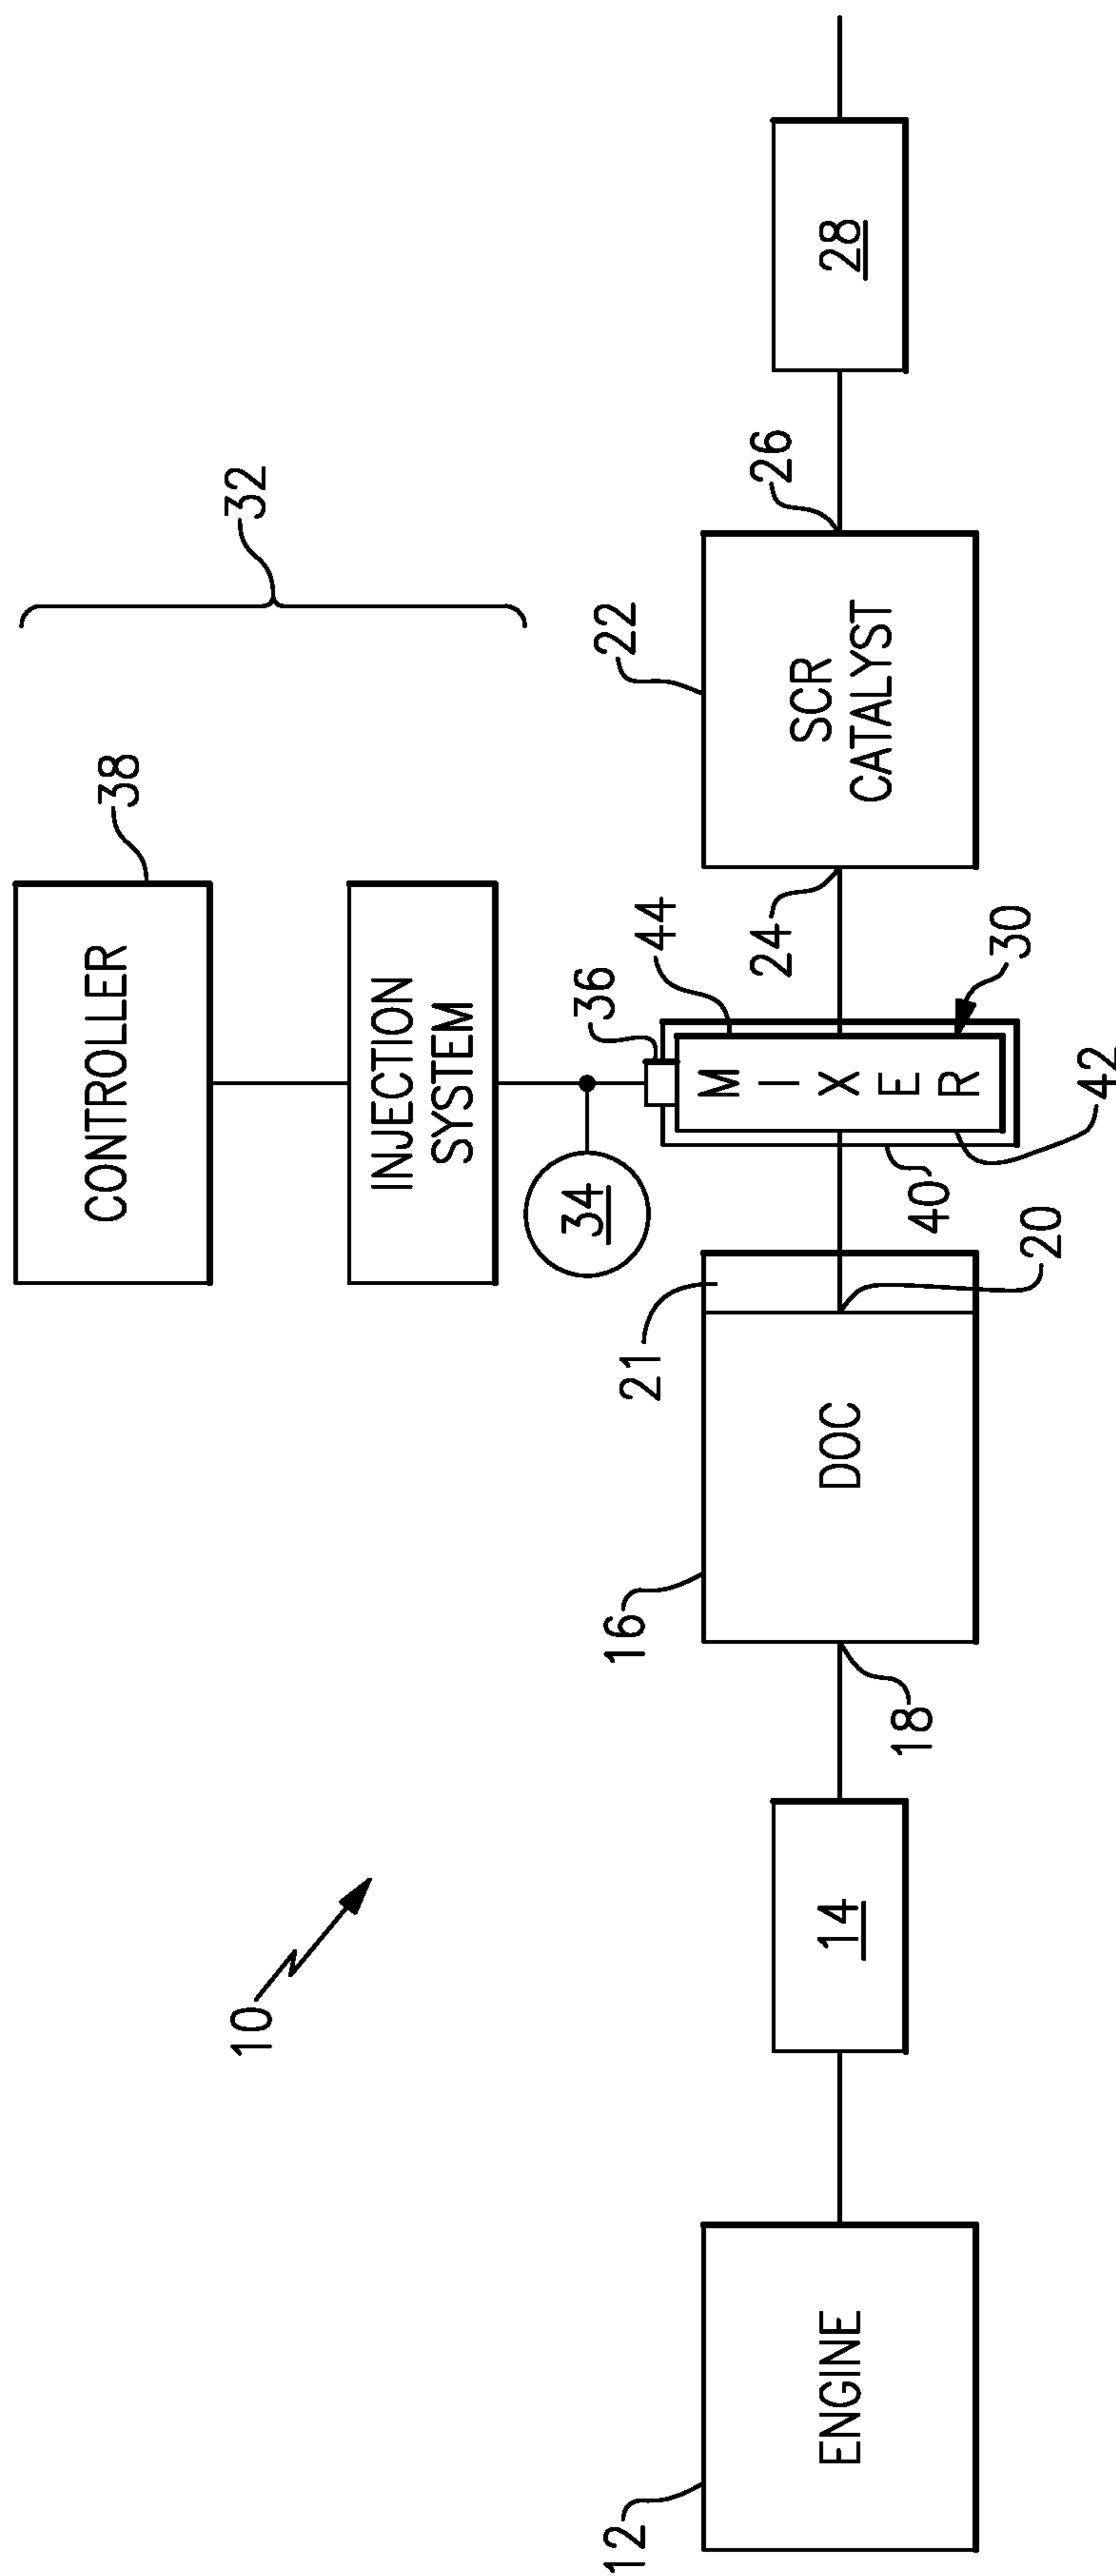 10
32
CONTROLLER
38
INJECTION
SYSTEM
34
36
44
MIXER
30
40
42
12
ENGINE
14
16
DOC
18
21
20
24
22
SCR
CATALYST
26
28